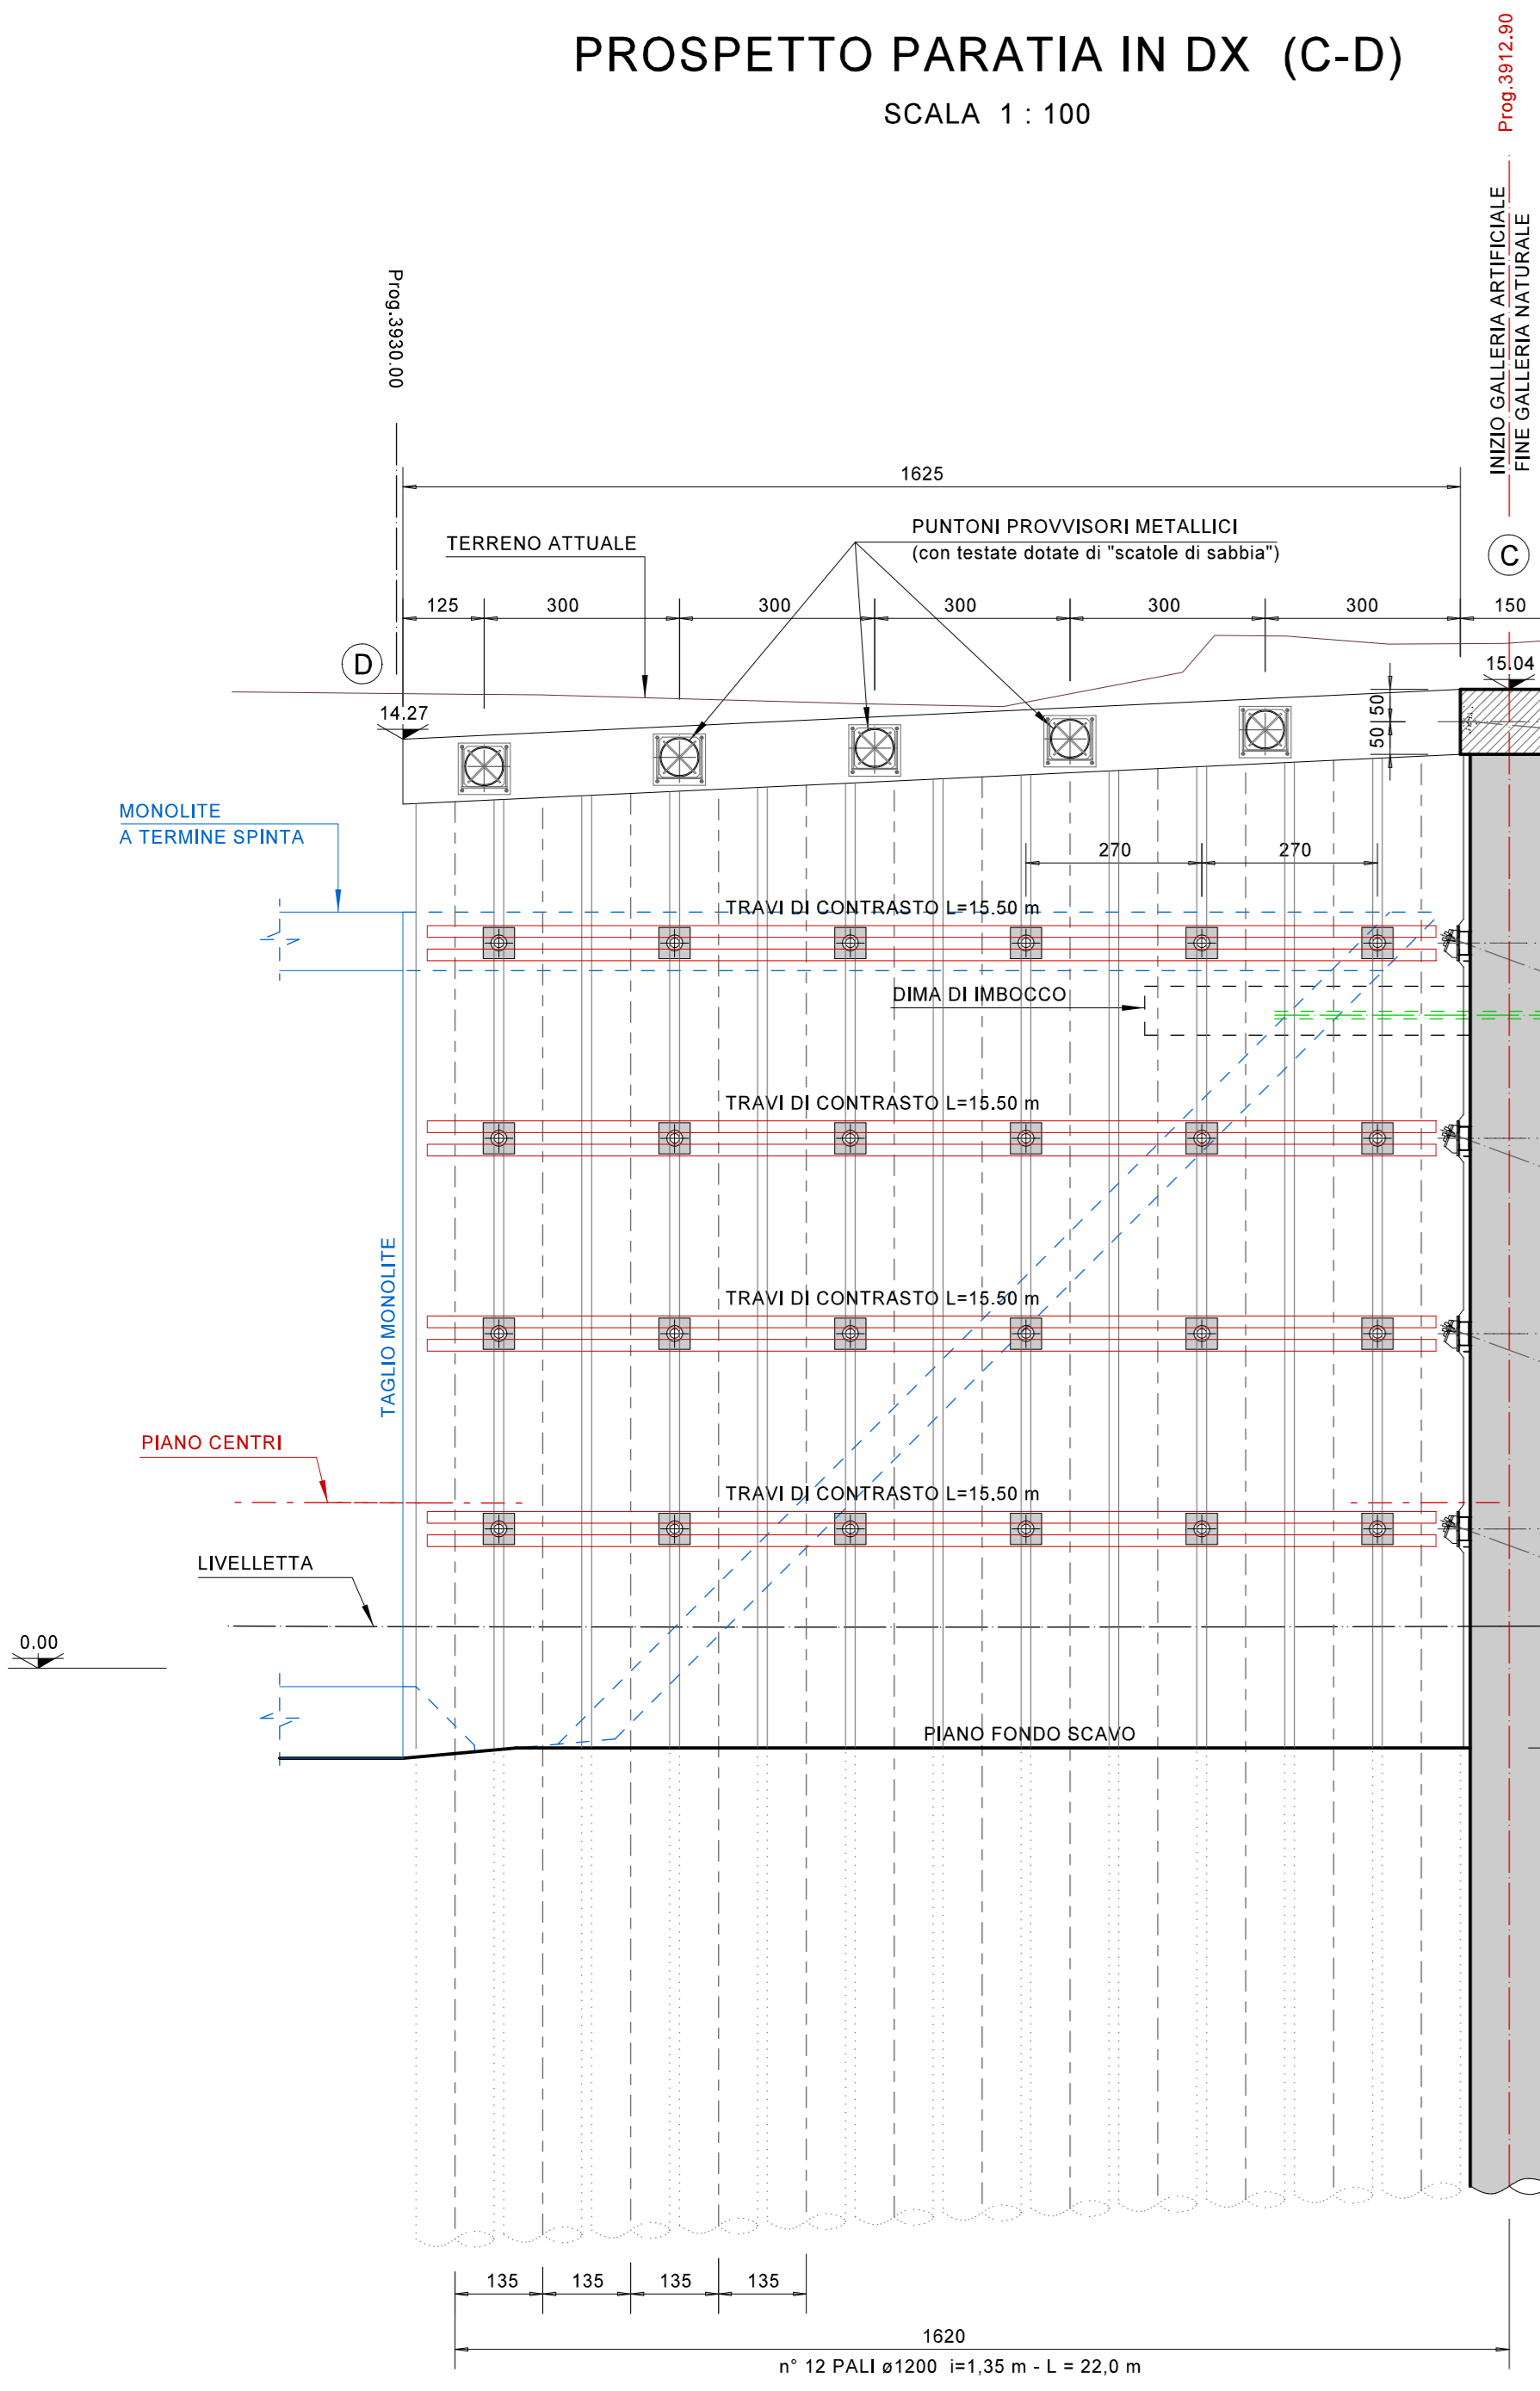 PROSPETTO PARATIA IN DX (C-D)
SCALA 1 : 100
Prog.3912.90
INIZIO GALLERIA ARTIFICIALE
FINE GALLERIA NATURALE
Prog.3930.00
1625
TERRENO ATTUALE
PUNTONI PROVVISORI METALLICI
(con testate dotate di "scatole di sabbia")
C
125 300 300 300 300 300 150
D
15.04
14.27
50 50
MONOLITE
A TERMINE SPINTA
270 270
TRAVI DI CONTRASTO L=15.50 m
DIMA DI IMBOCCO
TRAVI DI CONTRASTO L=15.50 m
TAGLIO MONOLITE
TRAVI DI CONTRASTO L=15.50 m
PIANO CENTRI
TRAVI DI CONTRASTO L=15.50 m
LIVELLETTA
0.00
PIANO FONDO SCAVO
135 135 135 135
1620
n° 12 PALI ø1200 i=1,35 m - L = 22,0 m